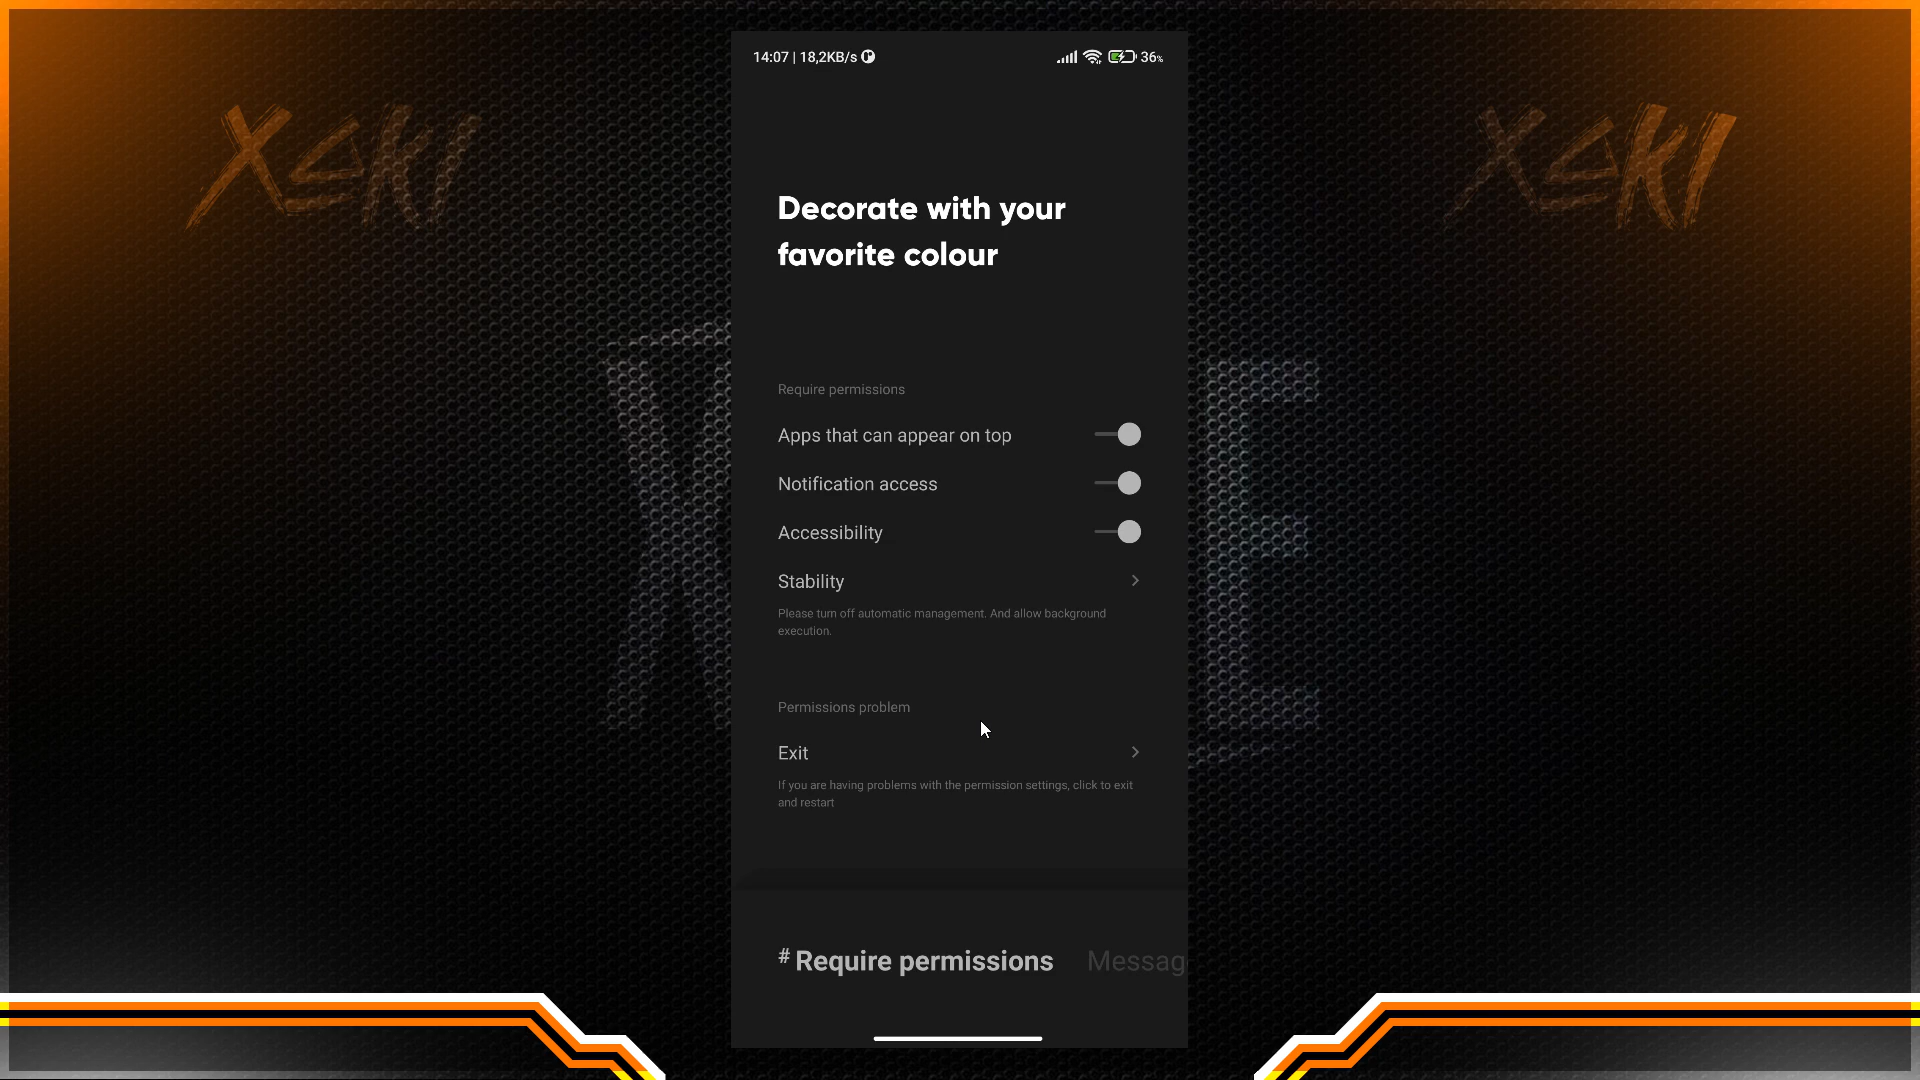 14:07 | 18,2KB/s
36%
XEKI
XEKI
Decorate with your
favorite colour
Require permissions
Apps that can appear on top
Notification access
Accessibility
Stability
Please turn off automatic management. And allow background
execution.
Permissions problem
Exit
If you are having problems with the permission settings, click to exit
and restart
# Require permissions
Messag